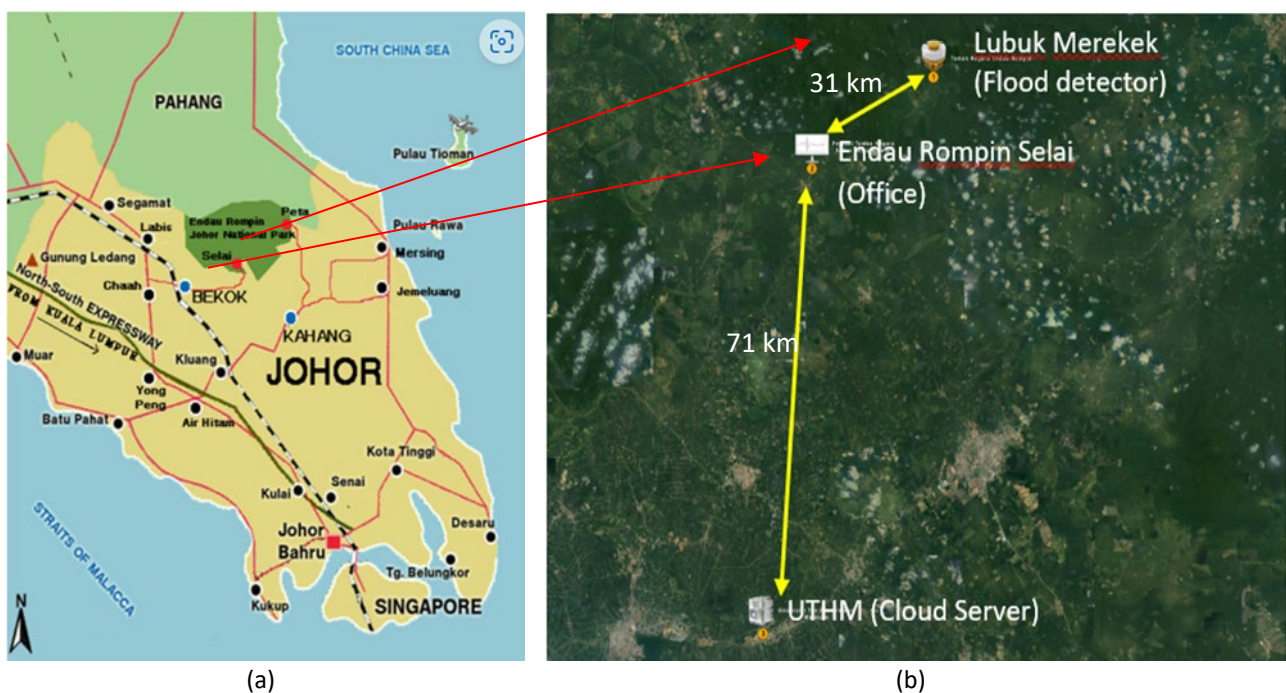 SOUTH CHINA SEA
PAHANG
Pulau Tioman
Segamat
Labis
Endau Rompin
Johor National Park
Peta
Pulau Rawa
Selai
Mersing
Gunung Ledang
Chaah
BEKOK
Jemeluang
North-South EXPRESSWAY
FROM KUALA LUMPUR
KAHANG
Muar
Kluang
JOHOR
Yong
Peng
Batu Pahat
Air Hitam
Kota Tinggi
Kulai
Senai
STRAITS OF MALACCA
Johor
Bahru
Desaru
Tg. Belungkor
Kukup
SINGAPORE
N
(a)
Lubuk Merekek
(Flood detector)
31 km
Endau Rompin Selai
(Office)
71 km
UTHM (Cloud Server)
(b)